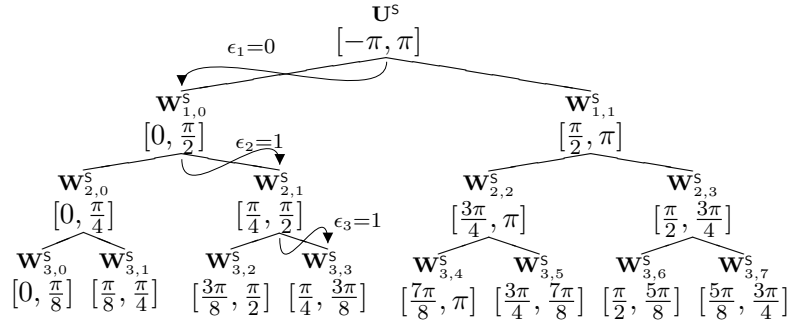 U^S
[−π, π]
ϵ_1=0
W^S_{1,0} W^S_{1,1}
[0, π/2] [π/2, π]
ϵ_2=1
W^S_{2,0} W^S_{2,1} W^S_{2,2} W^S_{2,3}
[0, π/4] [π/4, π/2] [3π/4, π] [π/2, 3π/4]
ϵ_3=1
W^S_{3,0} W^S_{3,1} W^S_{3,2} W^S_{3,3} W^S_{3,4} W^S_{3,5} W^S_{3,6} W^S_{3,7}
[0, π/8] [π/8, π/4] [3π/8, π/2] [π/4, 3π/8] [7π/8, π] [3π/4, 7π/8] [π/2, 5π/8] [5π/8, 3π/4]